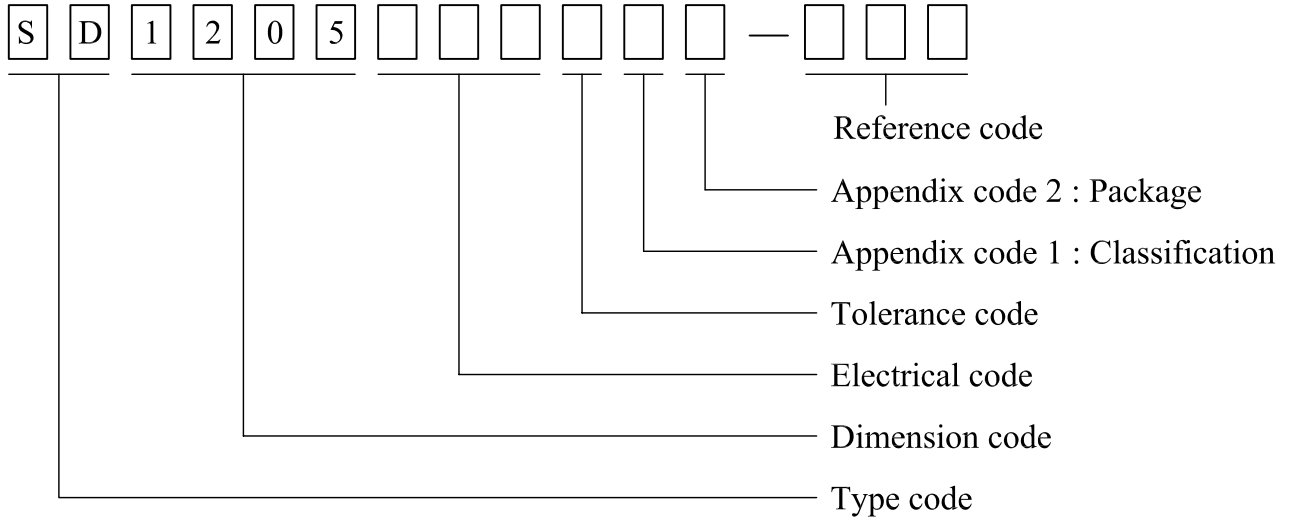 S D 1 2 0 5 —
Reference code
Appendix code 2 : Package
Appendix code 1 : Classification
Tolerance code
Electrical code
Dimension code
Type code